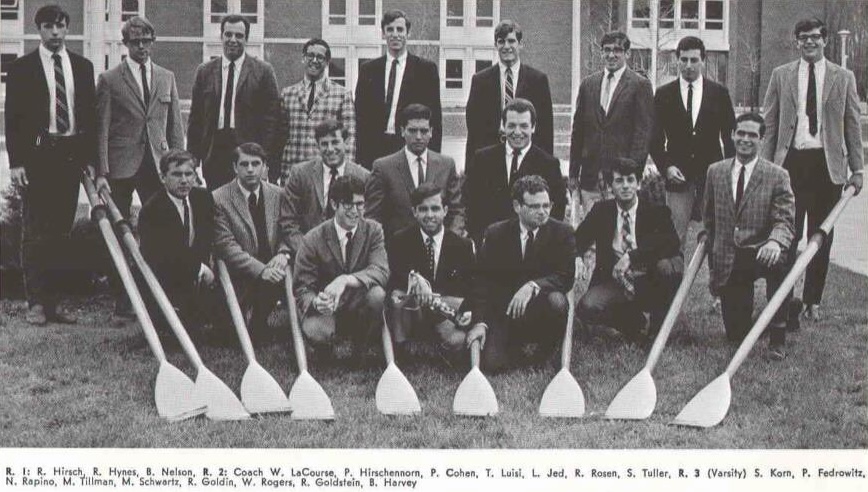 R. 1: R. Hirsch, R. Hynes, B. Nelson, R. 2: Coach W. LaCourse, P. Hirschennorn, P. Cohen, T. Luisi, L. Jed, R. Rosen, S. Tuller, R. 3 (Varsity) S. Korn, P. Fedrowitz,
N. Rapino, M. Tillman, M. Schwartz, R. Goldin, W. Rogers, R. Goldstein, B. Harvey